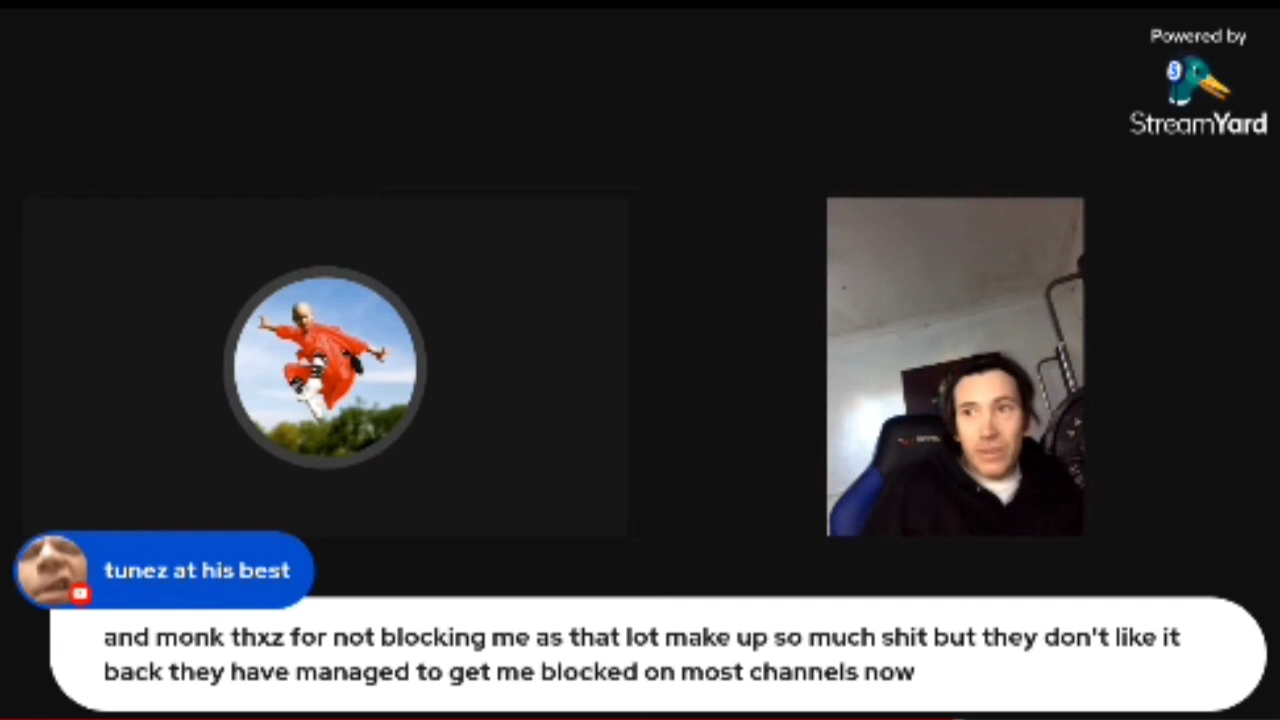 Powered by
StreamYard
tunez at his best
and monk thxz for not blocking me as that lot make up so much shit but they don't like it
back they have managed to get me blocked on most channels now